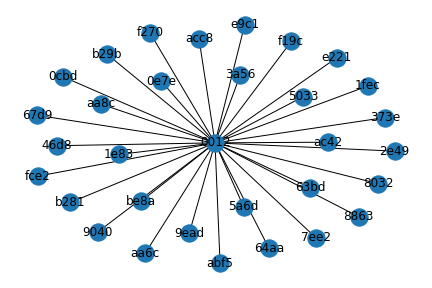 e9c1
f270
acc8
f19c
b29b
e221
3a56
0cbd
0e7e
1fec
5033
aa8c
67d9
373e
0012
ac42
46d8
2e49
1e83
fce2
8032
63bd
b281
be8a
5a6d
8863
9040
9ead
7ee2
64aa
aa6c
abf5